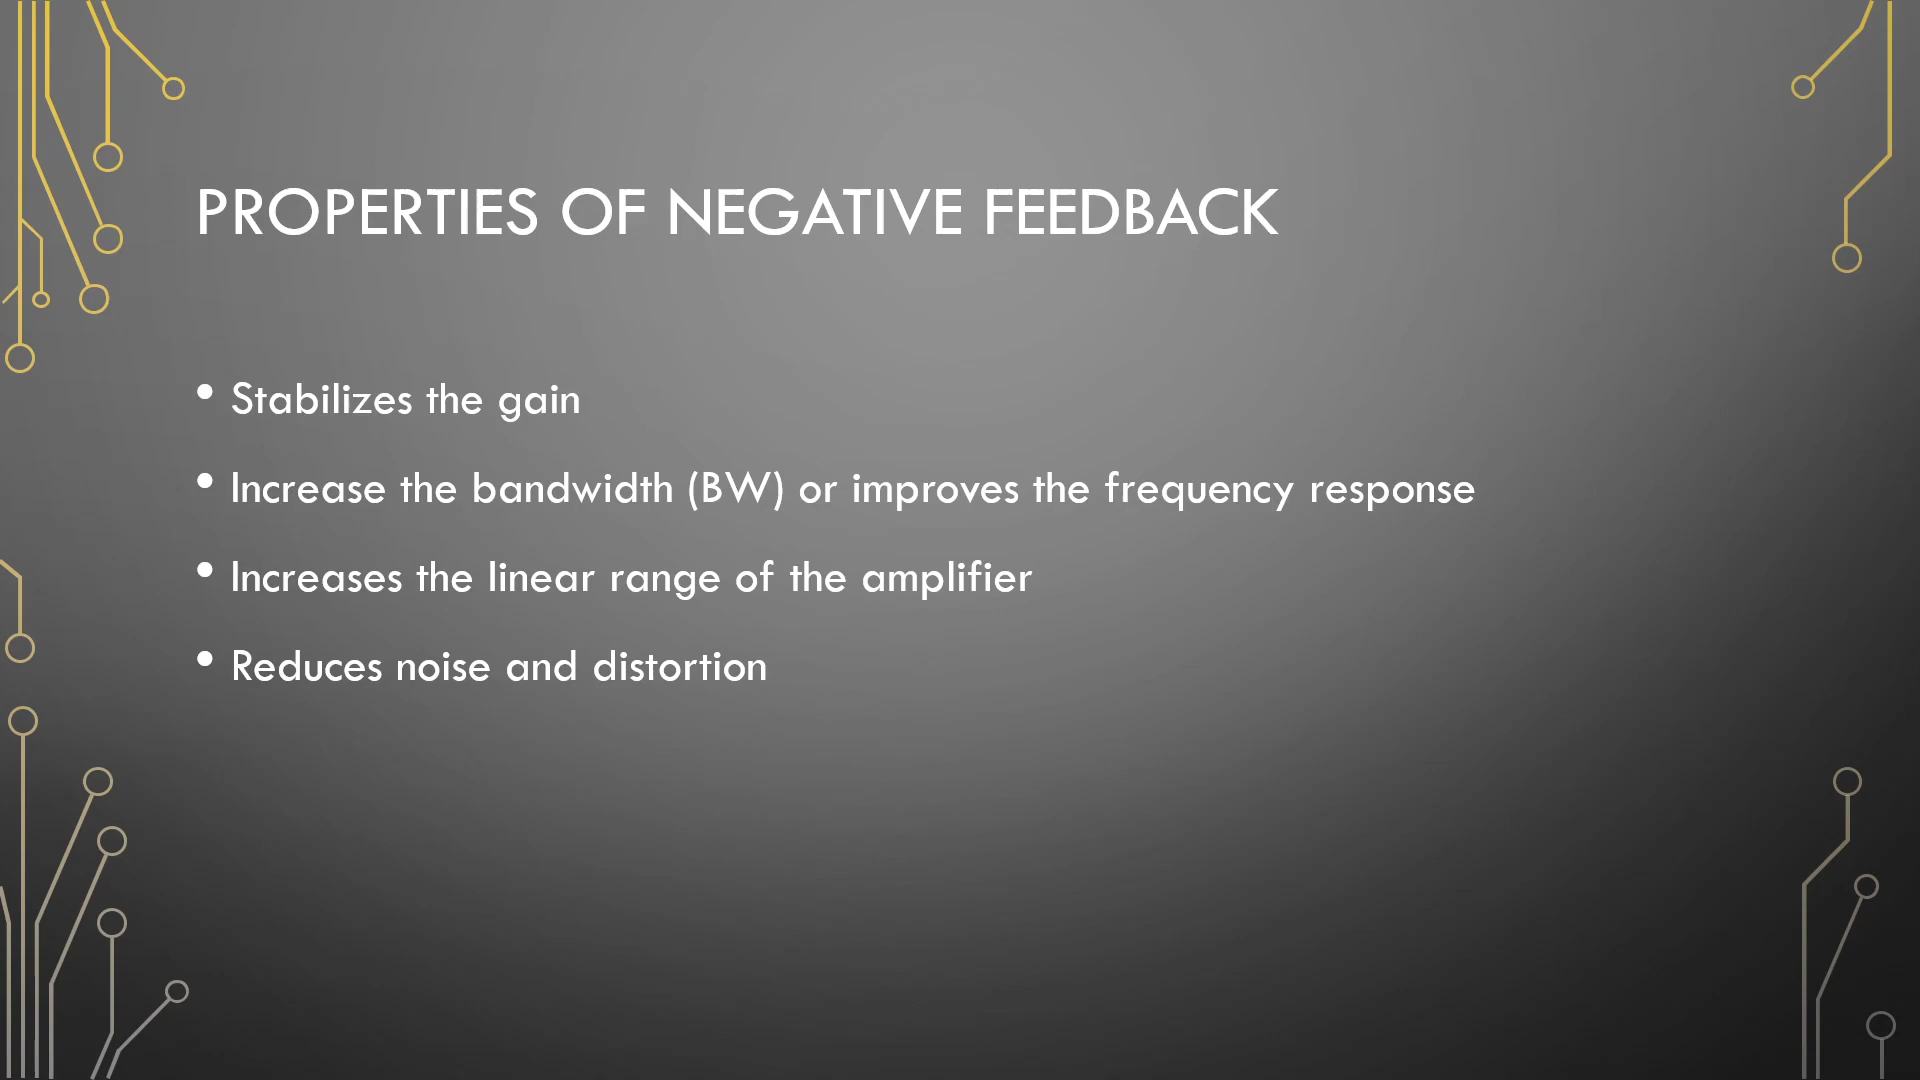 PROPERTIES OF NEGATIVE FEEDBACK
• Stabilizes the gain
• Increase the bandwidth (BW) or improves the frequency response
• Increases the linear range of the amplifier
• Reduces noise and distortion